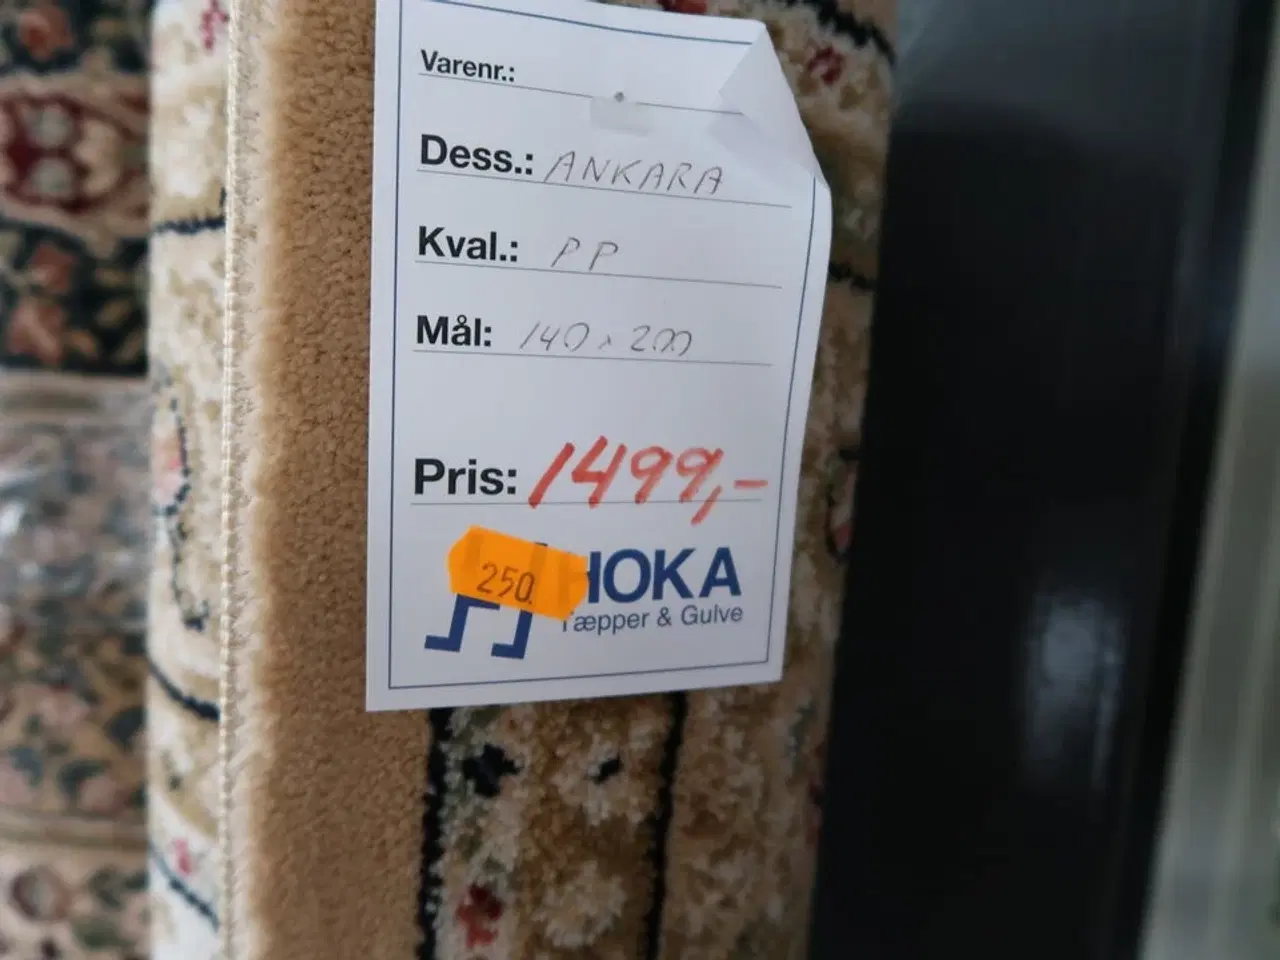 Varenr.:
Dess.: ANKARA
Kval.: PP
Mål: 140 x 200
Pris: 1499,-
250.
HOKA
Tæpper & Gulve